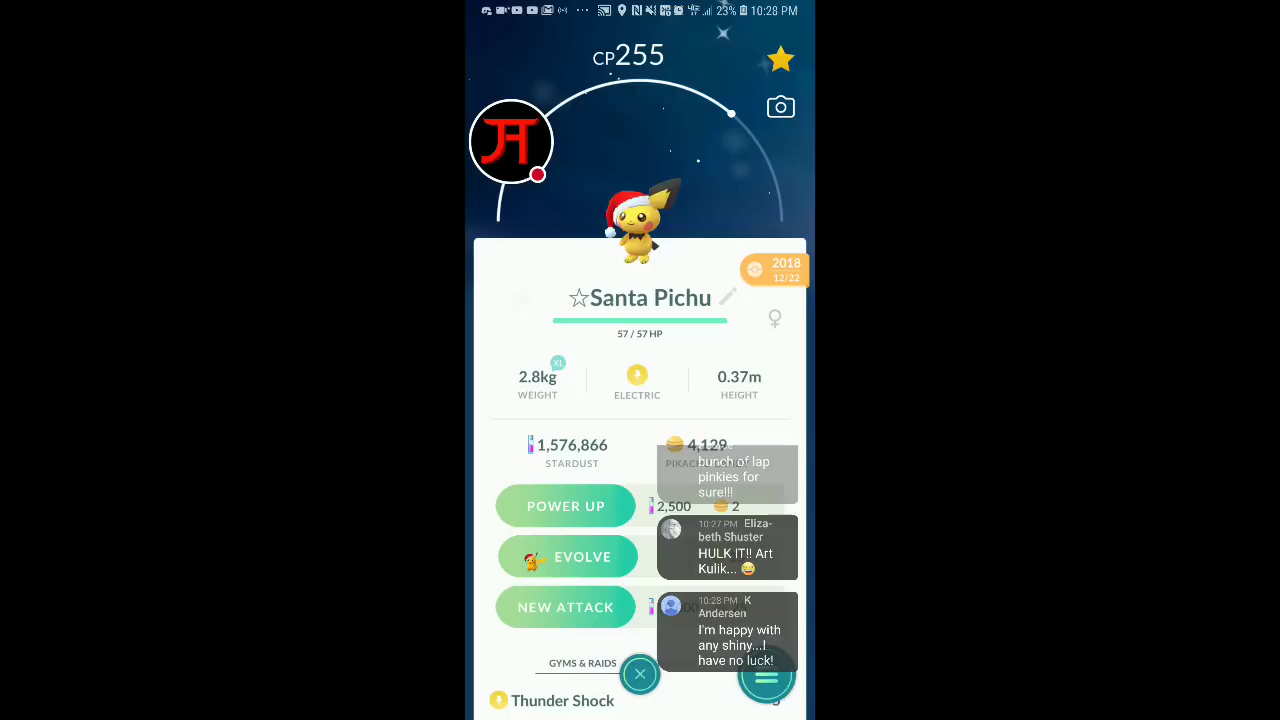 23% 10:28 PM
CP255
2018
12/22
☆Santa Pichu
57 / 57 HP
XL
2.8kg
0.37m
WEIGHT
ELECTRIC
HEIGHT
1,576,866
4,129
STARDUST
bunch of lap
pinkies for
sure!!!
POWER UP
2,500
2
10:27 PM Eliza-
beth Shuster
HULK IT!! Art
Kulik... 😂
EVOLVE
NEW ATTACK
10:28 PM K
Andersen
I'm happy with
any shiny...I
have no luck!
GYMS & RAIDS
Thunder Shock